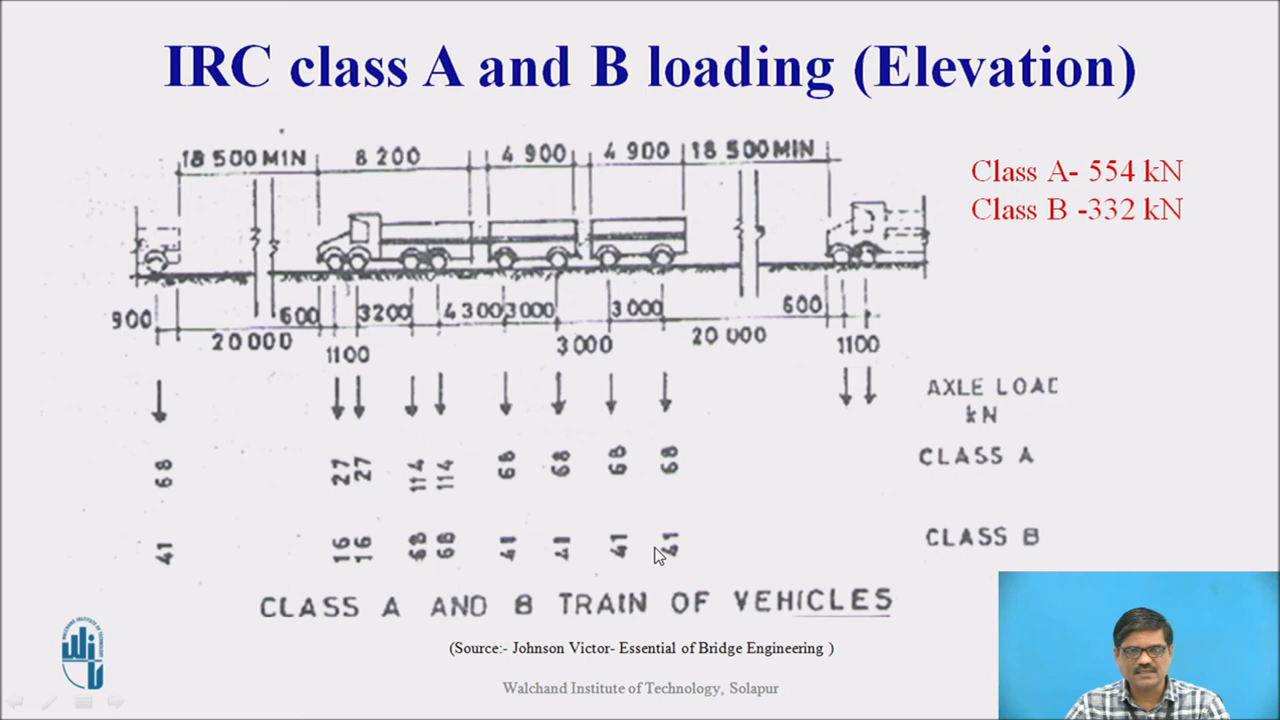 IRC class A and B loading (Elevation)
18 500 MIN 8 200 4 900 4 900 18 500 MIN
Class A- 554 kN
Class B -332 kN
900 600 3200 4300 3000 3 000 600
20 000 1100 3 000 20 000 1100
AXLE LOAD
kN
68 27 27 114 114 68 68 68 68 CLASS A
41 16 16 68 68 41 41 41 41 CLASS B
CLASS A AND B TRAIN OF VEHICLES
(Source:- Johnson Victor- Essential of Bridge Engineering )
Walchand Institute of Technology, Solapur